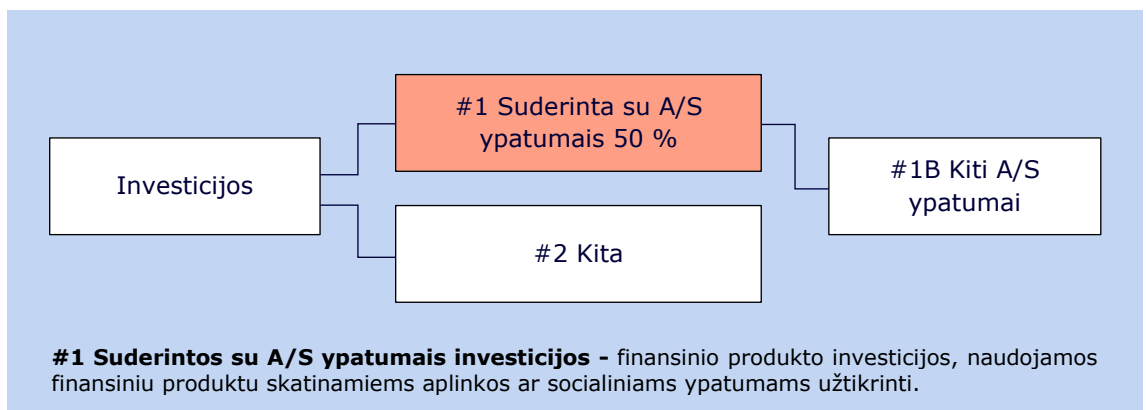 #1 Suderinta su A/S
ypatumais 50 %
Investicijos
#1B Kiti A/S
ypatumai
#2 Kita
#1 Suderintos su A/S ypatumais investicijos - finansinio produkto investicijos, naudojamos
finansiniu produktu skatinamiems aplinkos ar socialiniams ypatumams užtikrinti.